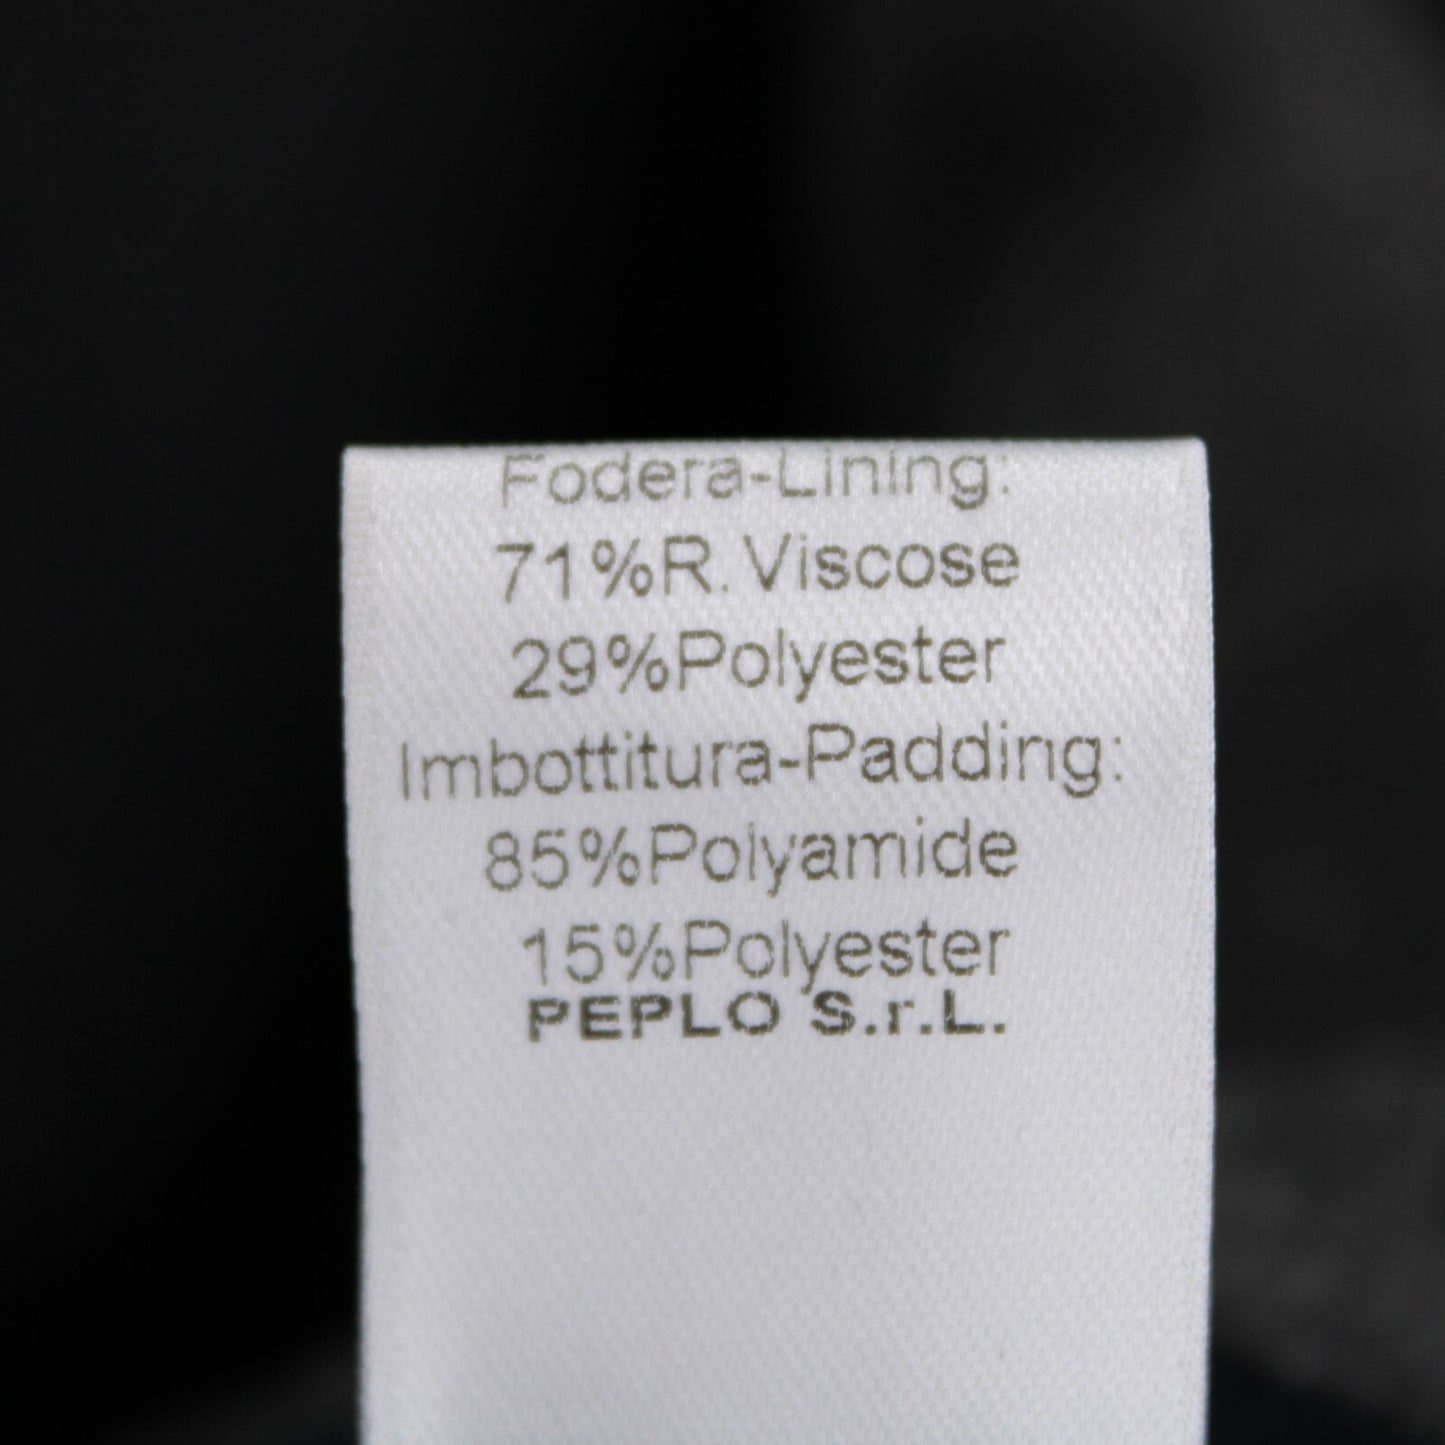 Fodera-Lining:
71%R.Viscose
29%Polyester
Imbottitura-Padding:
85%Polyamide
15%Polyester
PEPLO S.r.L.